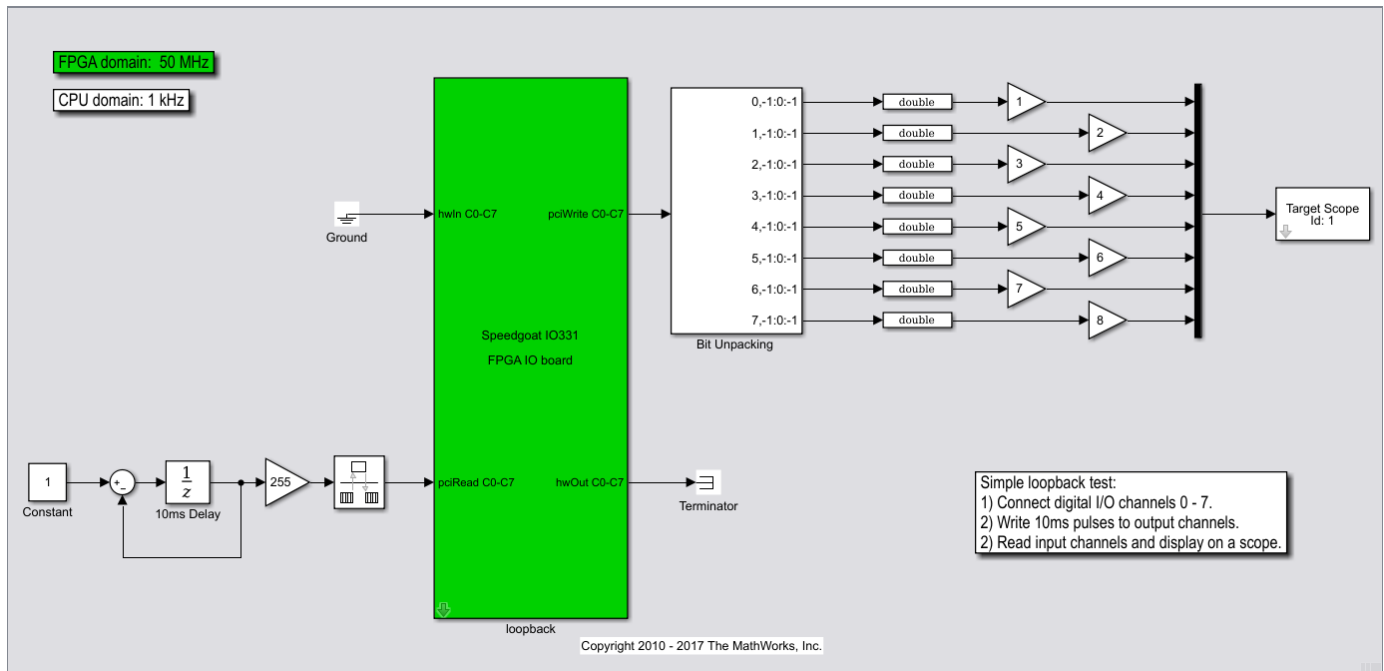 FPGA domain: 50 MHz
CPU domain: 1 kHz
Ground
hwIn C0-C7
pciWrite C0-C7
Speedgoat IO331
FPGA IO board
pciRead C0-C7
hwOut C0-C7
loopback
0,-1:0:-1
1,-1:0:-1
2,-1:0:-1
3,-1:0:-1
4,-1:0:-1
5,-1:0:-1
6,-1:0:-1
7,-1:0:-1
Bit Unpacking
double
1
double
2
double
3
double
4
double
5
double
6
double
7
double
8
Target Scope
Id: 1
1
Constant
+
-
1
z
10ms Delay
255
Terminator
Simple loopback test:
1) Connect digital I/O channels 0 - 7.
2) Write 10ms pulses to output channels.
2) Read input channels and display on a scope.
Copyright 2010 - 2017 The MathWorks, Inc.